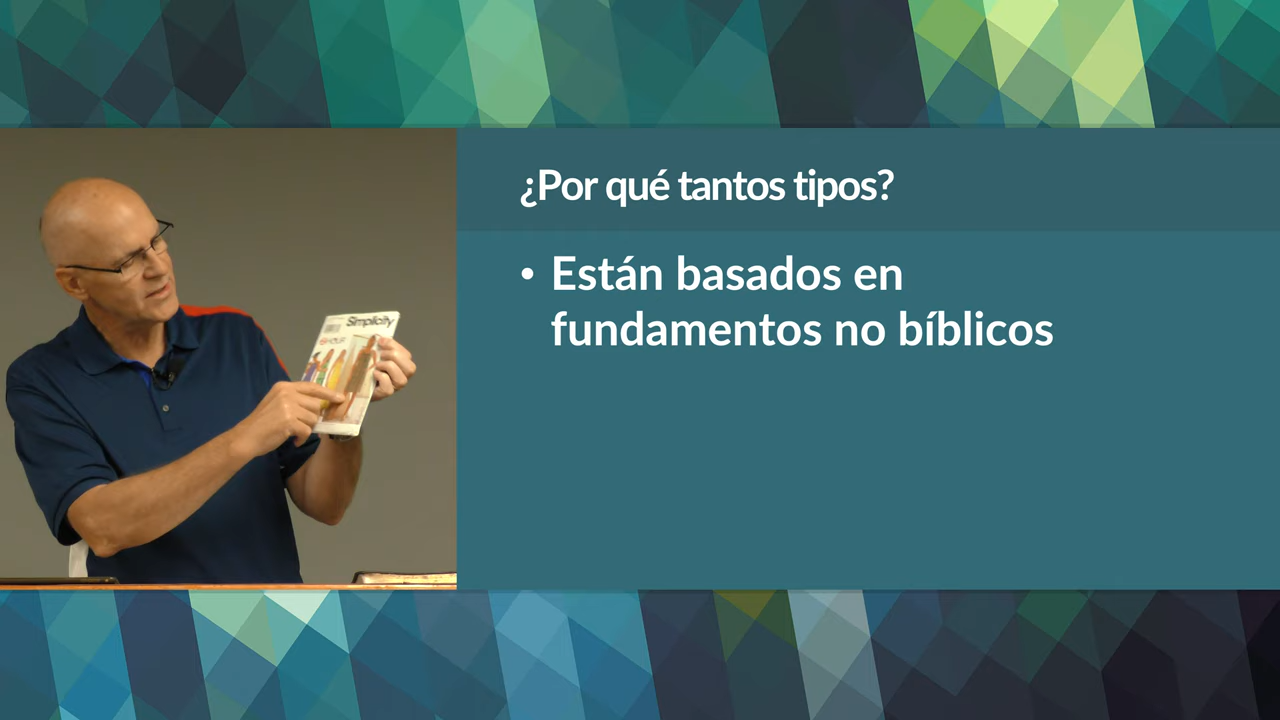 ¿Por qué tantos tipos?
• Están basados en
fundamentos no bíblicos
Simplicity